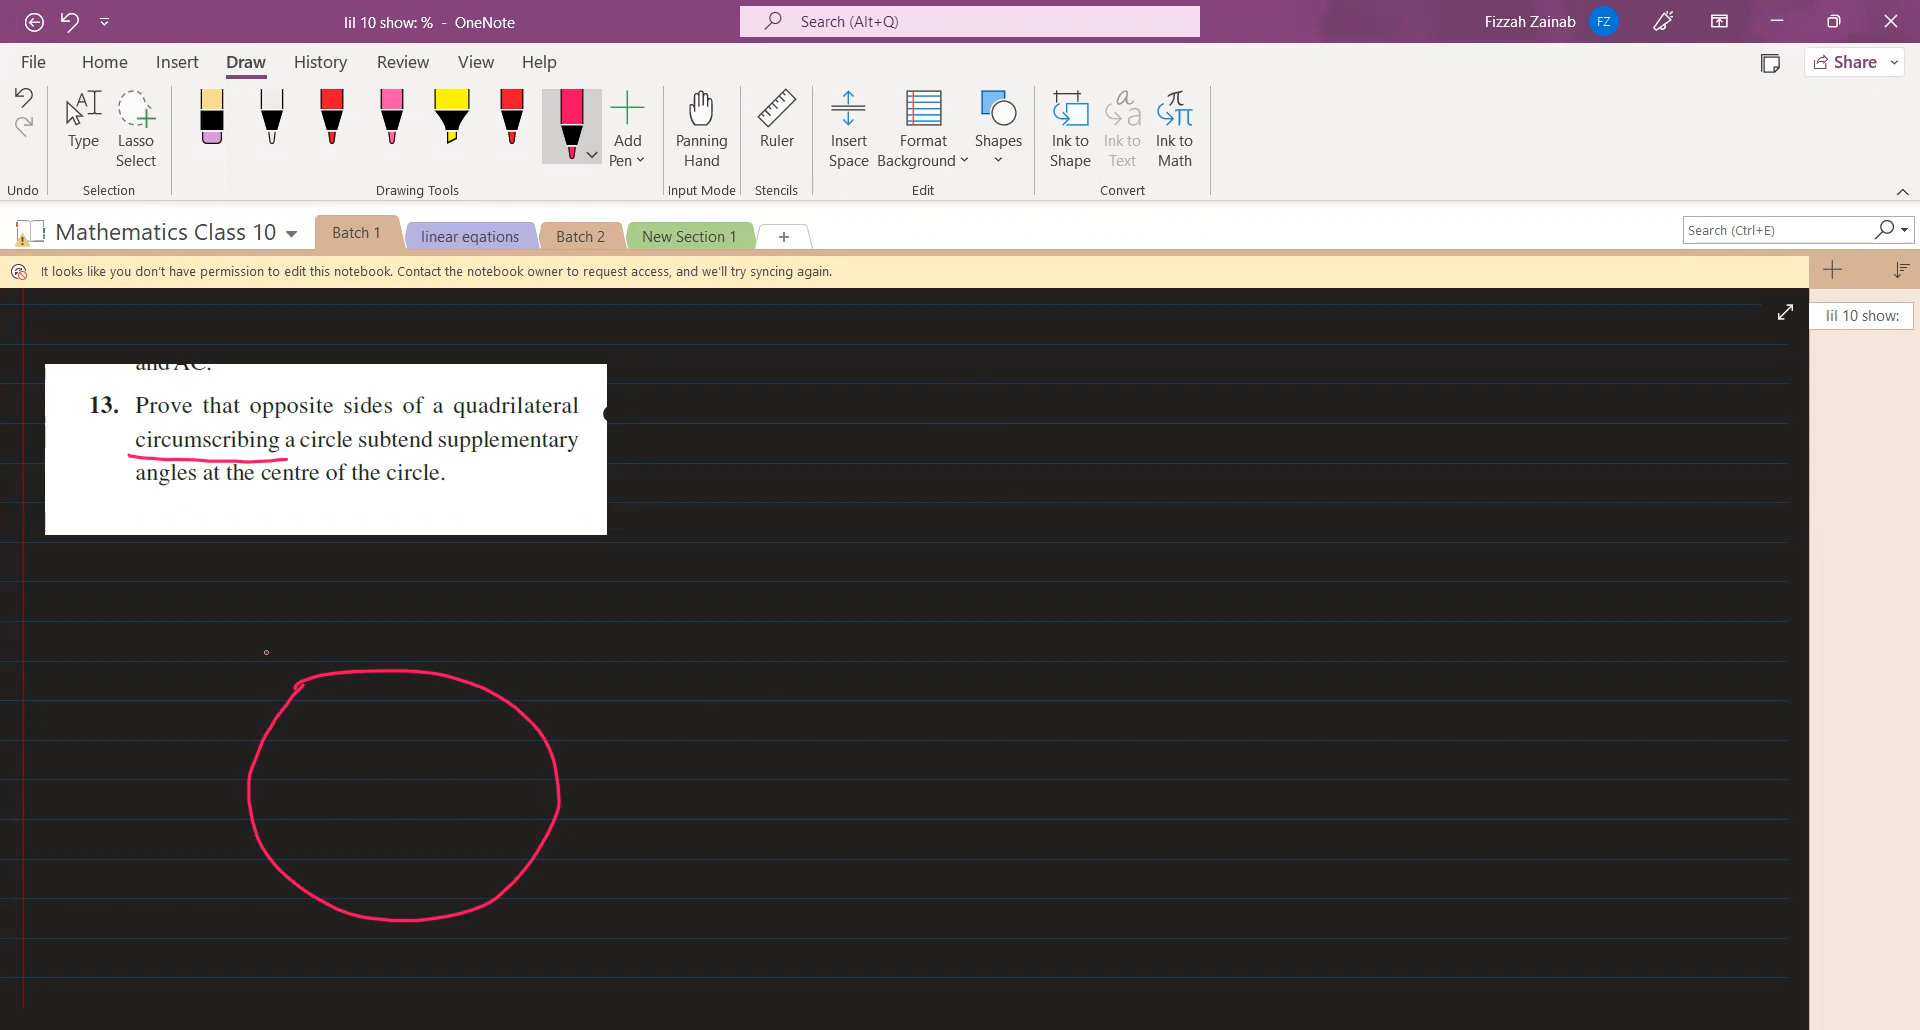 lil 10 show: % - OneNote
Search (Alt+Q)
Fizzah Zainab
FZ
File Home Insert Draw History Review View Help
Share
Type
Lasso Select
Add Pen
Panning Hand
Ruler
Insert Space
Format Background
Shapes
Ink to Shape
Ink to Text
Ink to Math
Undo
Selection
Drawing Tools
Input Mode
Stencils
Edit
Convert
Mathematics Class 10
Batch 1
linear eqations
Batch 2
New Section 1
Search (Ctrl+E)
It looks like you don't have permission to edit this notebook. Contact the notebook owner to request access, and we'll try syncing again.
lil 10 show:
and AC.
13. Prove that opposite sides of a quadrilateral
circumscribing a circle subtend supplementary
angles at the centre of the circle.